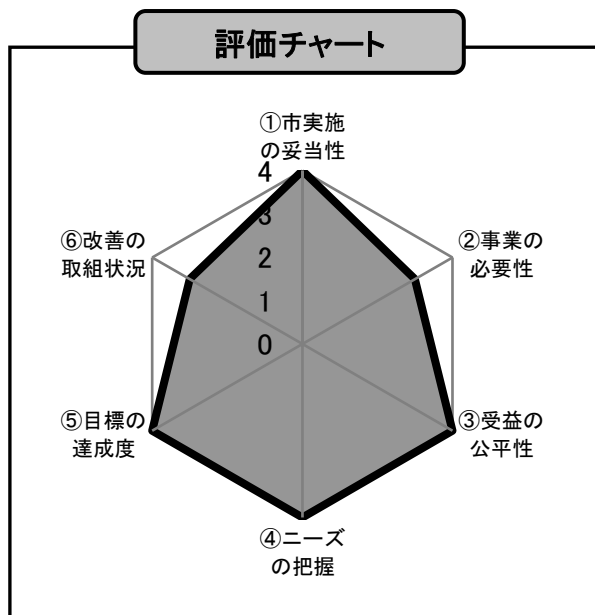 評価チャート
①市実施
の妥当性
4
3
2
1
0
②事業の
必要性
③受益の
公平性
④ニーズ
の把握
⑤目標の
達成度
⑥改善の
取組状況